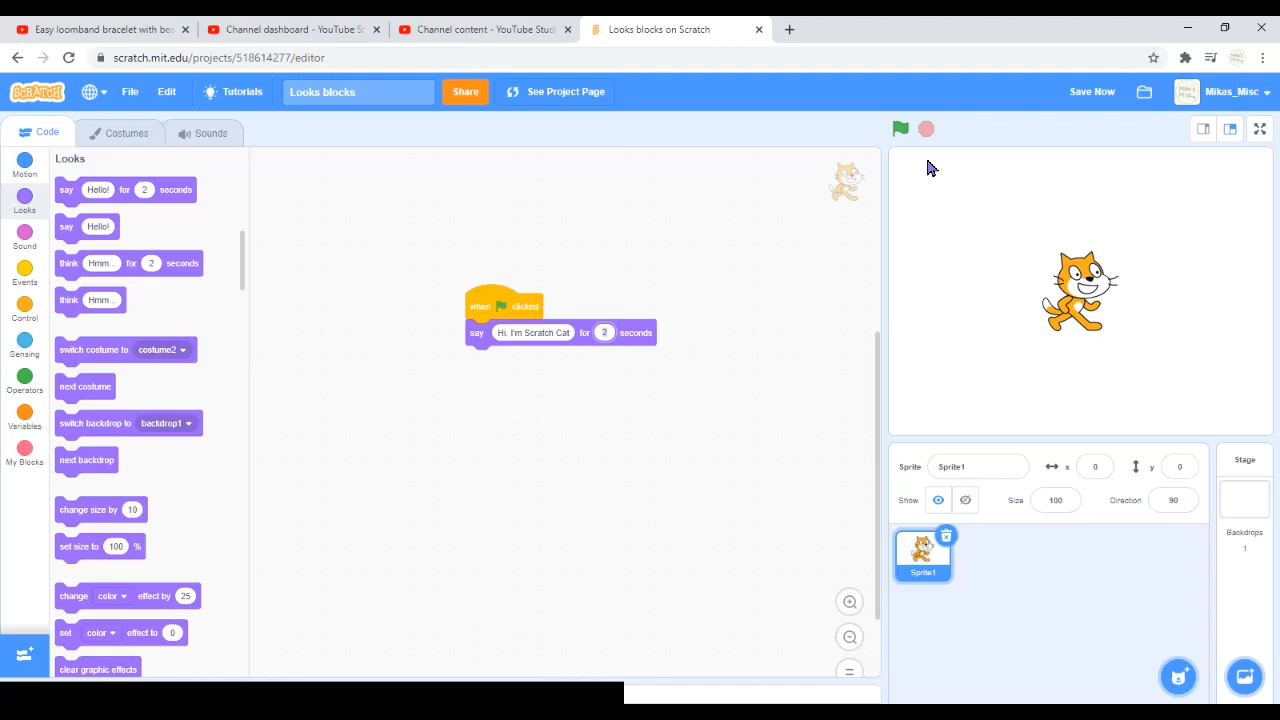 Easy loomband bracelet with bea
Channel dashboard - YouTube St
Channel content - YouTube Studi
Looks blocks on Scratch
scratch.mit.edu/projects/518614277/editor
SCRATCH
File
Edit
Tutorials
Looks blocks
Share
See Project Page
Save Now
Mika's Misc
Mikas_Misc
Code
Costumes
Sounds
Motion
Looks
Sound
Events
Control
Sensing
Operators
Variables
My Blocks
Looks
say Hello! for 2 seconds
say Hello!
think Hmm... for 2 seconds
think Hmm...
switch costume to costume2
next costume
switch backdrop to backdrop1
next backdrop
change size by 10
set size to 100 %
change color effect by 25
set color effect to 0
clear graphic effects
when clicked
say Hi, I'm Scratch Cat for 2 seconds
Sprite Sprite1 x 0 y 0
Show Size 100 Direction 90
Sprite1
Stage
Backdrops
1